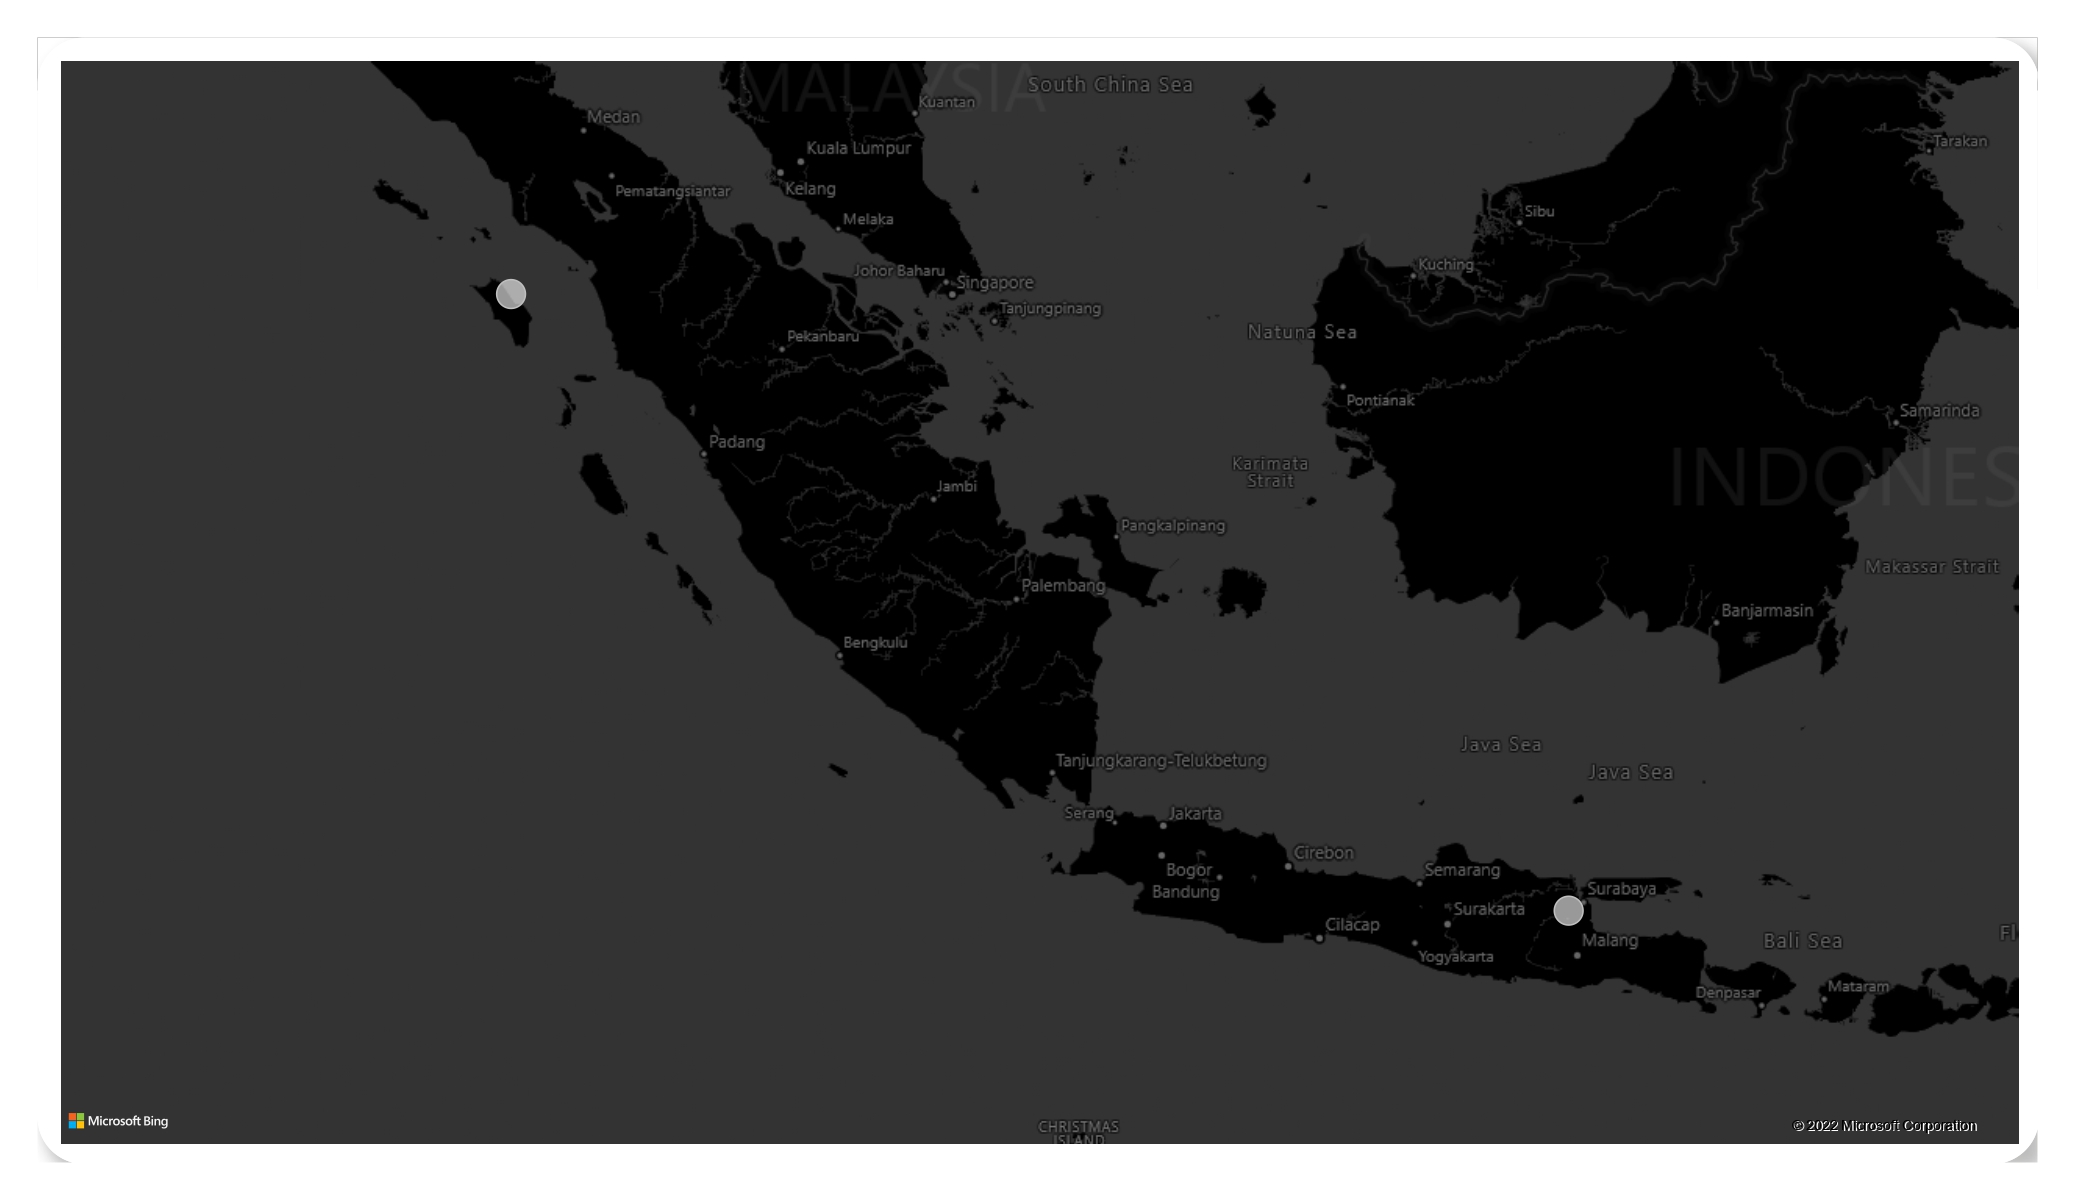 MALAYSIA
South China Sea
Kuantan
Medan
Tarakan
Kuala Lumpur
Pematangsiantar
Kelang
Sibu
Melaka
Johor Baharu
Kuching
Singapore
Tanjungpinang
Natuna Sea
Pekanbaru
Pontianak
Samarinda
Padang
Karimata
Strait
INDONES
Jambi
Pangkalpinang
Makassar Strait
Palembang
Banjarmasin
Bengkulu
Java Sea
Tanjungkarang-Telukbetung
Java Sea
Serang
Jakarta
Cirebon
Bogor
Semarang
Bandung
Surabaya
Surakarta
Cilacap
Fl
Malang
Bali Sea
Yogyakarta
Denpasar
Mataram
Microsoft Bing
CHRISTMAS
ISLAND
© 2022 Microsoft Corporation